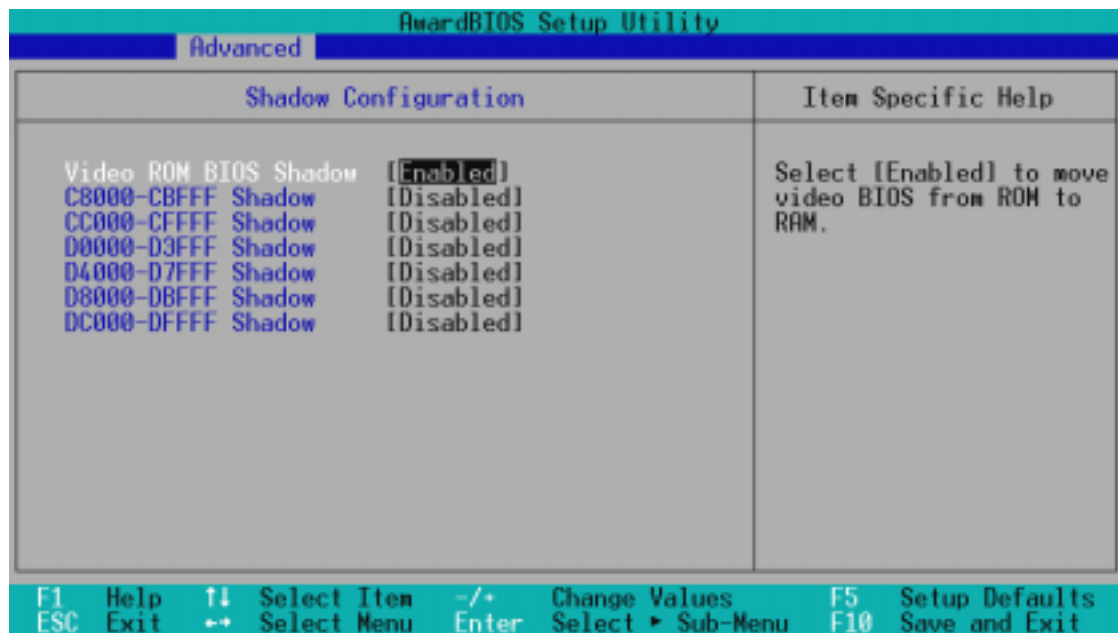 AwardBIOS Setup Utility
Advanced
Shadow Configuration
Item Specific Help
Video ROM BIOS Shadow [Enabled]
C8000-CBFFF Shadow [Disabled]
CC000-CFFFF Shadow [Disabled]
D0000-D3FFF Shadow [Disabled]
D4000-D7FFF Shadow [Disabled]
D8000-DBFFF Shadow [Disabled]
DC000-DFFFF Shadow [Disabled]
Select [Enabled] to move
video BIOS from ROM to
RAM.
F1 Help ↑↓ Select Item -/+ Change Values F5 Setup Defaults
ESC Exit ←→ Select Menu Enter Select ► Sub-Menu F10 Save and Exit